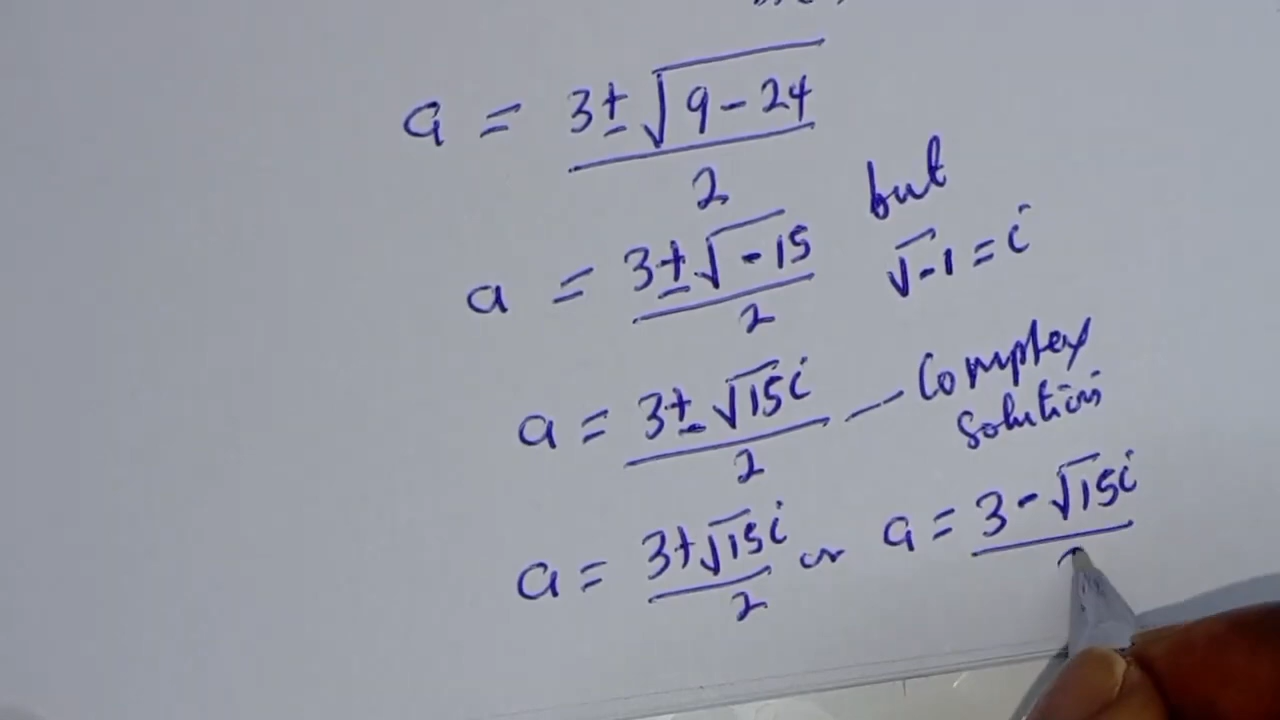 a = (3 ± √(9 - 24)) / 2
a = (3 ± √-15) / 2 but √-1 = i
a = (3 ± √15i) / 2 — Complex solution
a = (3 + √15i) / 2 or a = (3 - √15i) /